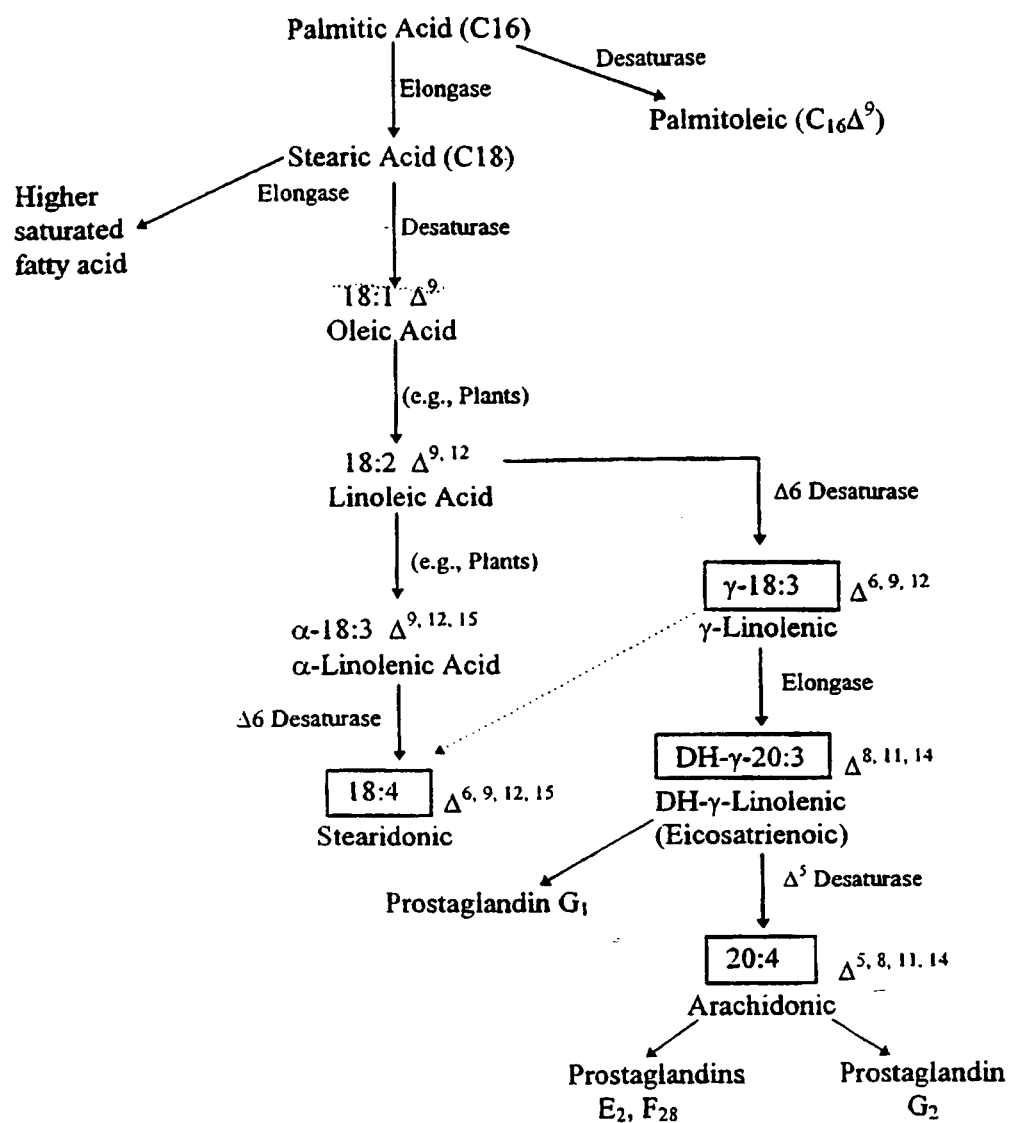 Palmitic Acid (C16)
Desaturase
Elongase
Palmitoleic (C₁₆Δ⁹)
Stearic Acid (C18)
Elongase
Higher
saturated
fatty acid
Desaturase
18:1 Δ⁹
Oleic Acid
(e.g., Plants)
18:2 Δ⁹, ¹²
Linoleic Acid
Δ6 Desaturase
(e.g., Plants)
γ-18:3 Δ⁶, ⁹, ¹²
γ-Linolenic
α-18:3 Δ⁹, ¹², ¹⁵
α-Linolenic Acid
Elongase
Δ6 Desaturase
DH-γ-20:3 Δ⁸, ¹¹, ¹⁴
DH-γ-Linolenic
(Eicosatrienoic)
18:4 Δ⁶, ⁹, ¹², ¹⁵
Stearidonic
Δ⁵ Desaturase
Prostaglandin G₁
20:4 Δ⁵, ⁸, ¹¹, ¹⁴
Arachidonic
Prostaglandins
E₂, F₂₈
Prostaglandin
G₂